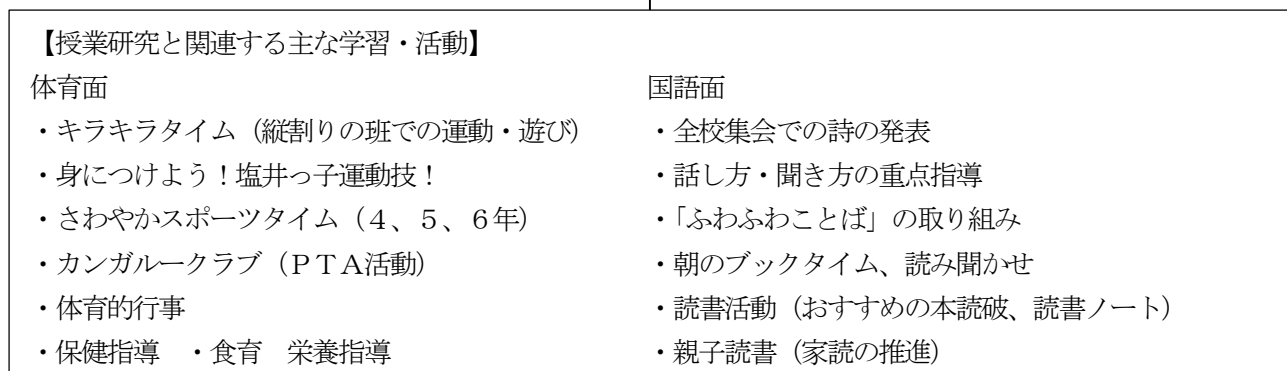 【授業研究と関連する主な学習・活動】
体育面
・キラキラタイム（縦割りの班での運動・遊び）
・身につけよう！塩井っ子運動技！
・さわやかスポーツタイム（４、５、６年）
・カンガルークラブ（ＰＴＡ活動）
・体育的行事
・保健指導　・食育　栄養指導
国語面
・全校集会での詩の発表
・話し方・聞き方の重点指導
・「ふわふわことば」の取り組み
・朝のブックタイム、読み聞かせ
・読書活動（おすすめの本読破、読書ノート）
・親子読書（家読の推進）